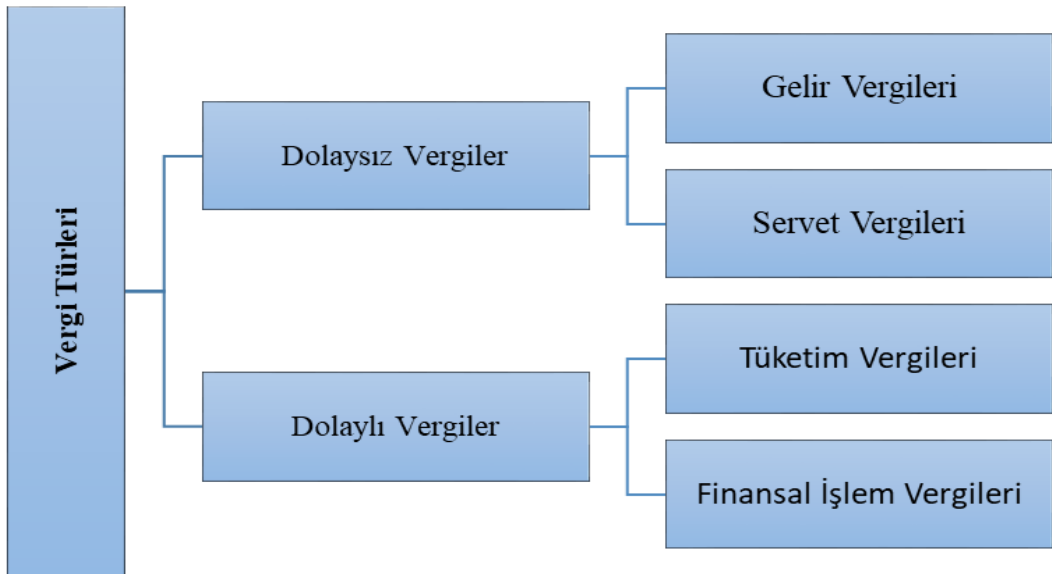 Vergi Türleri
Dolaysız Vergiler
Gelir Vergileri
Servet Vergileri
Dolaylı Vergiler
Tüketim Vergileri
Finansal İşlem Vergileri